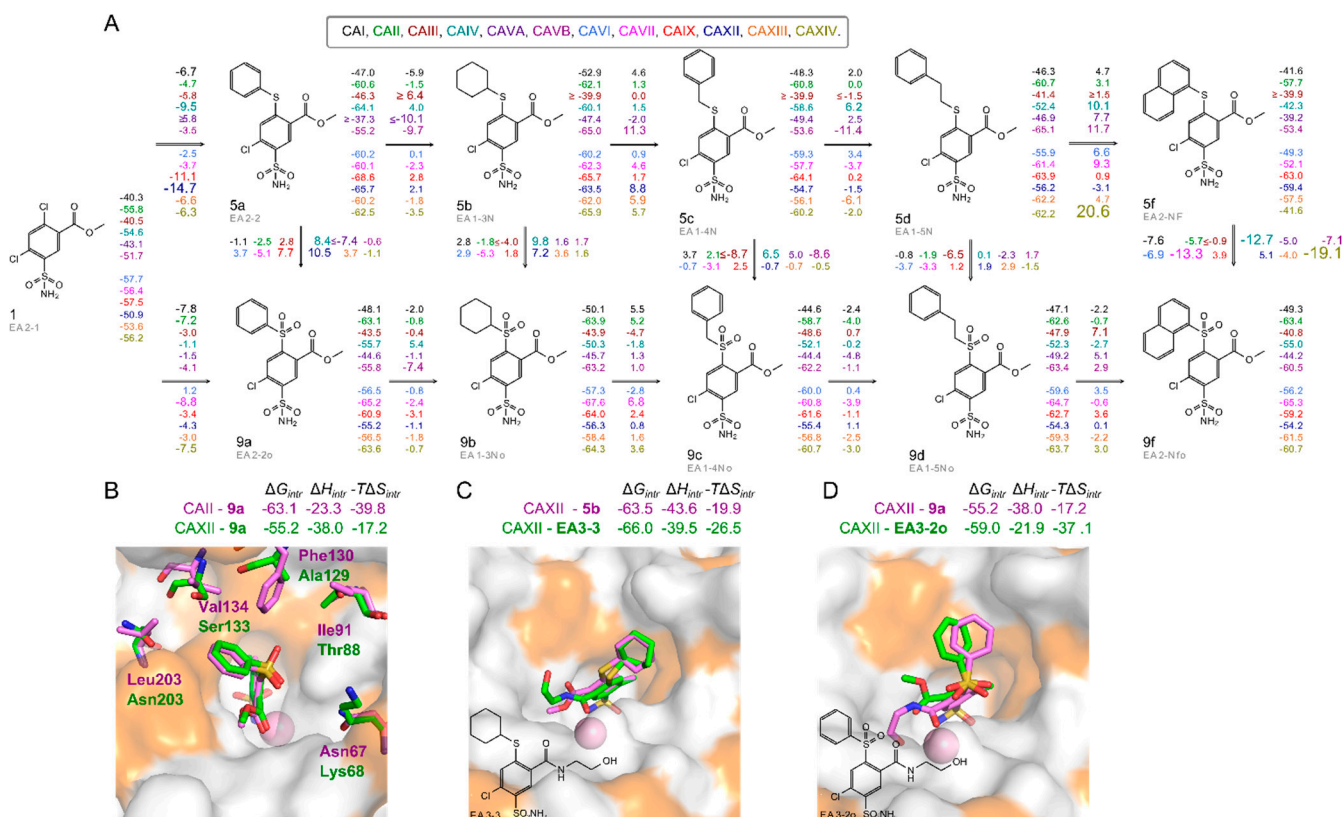 A
CAI, CAII, CAIII, CAIV, CAVA, CAVB, CAVI, CAVII, CAIX, CAXII, CAXIII, CAXIV.
-6.7
-4.7
-5.8
-9.5
≥5.8
-3.5
-2.5
-3.7
-11.1
-14.7
-6.6
-6.3
5a
EA2-2
-47.0 -5.9
-60.6 -1.5
-46.3 ≥ 6.4
-64.1 4.0
≥-37.3 ≤-10.1
-55.2 -9.7
-60.2 0.1
-60.1 -2.3
-68.6 2.8
-65.7 2.1
-60.2 -1.8
-62.5 -3.5
5b
EA1-3N
-52.9 4.6
-62.1 1.3
≥ -39.9 0.0
-60.1 1.5
-47.4 -2.0
-65.0 11.3
-60.2 0.9
-62.3 4.6
-65.7 1.7
-63.5 8.8
-62.0 5.9
-65.9 5.7
5c
EA1-4N
-48.3 2.0
-60.8 0.0
≥ -39.9 ≤ -1.5
-58.6 6.2
-49.4 2.5
-53.6 -11.4
-59.3 3.4
-57.7 -3.7
-64.1 0.2
-54.7 -1.5
-56.1 -6.1
-60.2 -2.0
5d
EA1-5N
-46.3 4.7
-60.7 3.1
-41.4 ≥1.5
-52.4 10.1
-46.9 7.7
-65.1 11.7
-55.9 6.6
-61.4 9.3
-63.9 0.9
-56.2 -3.1
-62.2 4.7
-62.2 20.6
5f
EA2-NF
-41.6
-57.7
≥ -39.9
-42.3
-39.2
-53.4
-49.3
-52.1
-63.0
-59.4
-57.5
-41.6
1
EA2-1
-40.3
-55.8
-40.5
-54.6
-43.1
-51.7
-57.7
-56.4
-57.5
-50.9
-53.6
-56.2
-1.1 -2.5 2.8 8.4 ≤-7.4 -0.6
3.7 -5.1 7.7 10.5 3.7 -1.1
2.8 -1.8 ≤-4.0 9.8 1.6 1.7
2.9 -5.3 1.8 7.2 3.6 1.6
3.7 2.1 ≤-8.7 6.5 5.0 -8.6
-0.7 -3.1 2.5 -0.7 -0.7 -0.5
-0.8 -1.9 -6.5 0.1 -2.3 1.7
-3.7 -3.3 1.2 1.9 2.9 -1.5
-7.6 -5.7 ≤-0.9 -12.7 -5.0 -7.1
-6.9 -13.3 3.9 5.1 -4.0 -19.1
-7.8
-7.2
-3.0
-1.1
-1.5
-4.1
1.2
-8.8
-3.4
-4.3
-3.0
-7.5
9a
EA2-2o
-48.1 -2.0
-63.1 -0.8
-43.5 -0.4
-55.7 5.4
-44.6 -1.1
-55.8 -7.4
-56.5 -0.8
-65.2 -2.4
-60.9 -3.1
-55.2 -1.1
-56.5 -1.8
-63.6 -0.7
9b
EA1-3No
-50.1 5.5
-63.9 5.2
-43.9 -4.7
-50.3 -1.8
-45.7 1.3
-63.2 1.0
-57.3 -2.8
-67.6 6.8
-64.0 2.4
-56.3 0.8
-58.4 1.6
-64.3 3.6
9c
EA1-4No
-44.6 -2.4
-58.7 -4.0
-48.6 0.7
-52.1 -0.2
-44.4 -4.8
-62.2 -1.1
-60.0 0.4
-60.8 -3.9
-61.6 -1.1
-55.4 1.1
-56.8 -2.5
-60.7 -3.0
9d
EA1-5No
-47.1 -2.2
-62.6 -0.7
-47.9 7.1
-52.3 -2.7
-49.2 5.1
-63.4 2.9
-59.6 3.5
-64.7 -0.6
-62.7 3.6
-54.3 0.1
-59.3 -2.2
-63.7 3.0
9f
EA2-Nfo
-49.3
-63.4
-40.8
-55.0
-44.2
-60.5
-56.2
-65.3
-59.2
-54.2
-61.5
-60.7
B
ΔGintr ΔHintr -TΔSintr
CAII - 9a -63.1 -23.3 -39.8
CAXII - 9a -55.2 -38.0 -17.2
Phe130
Ala129
Val134
Ser133
Ile91
Thr88
Leu203
Asn203
Asn67
Lys68
C
ΔGintr ΔHintr -TΔSintr
CAXII - 5b -63.5 -43.6 -19.9
CAXII - EA3-3 -66.0 -39.5 -26.5
EA3-3
D
ΔGintr ΔHintr -TΔSintr
CAXII - 9a -55.2 -38.0 -17.2
CAXII - EA3-2o -59.0 -21.9 -37.1
EA3-2o